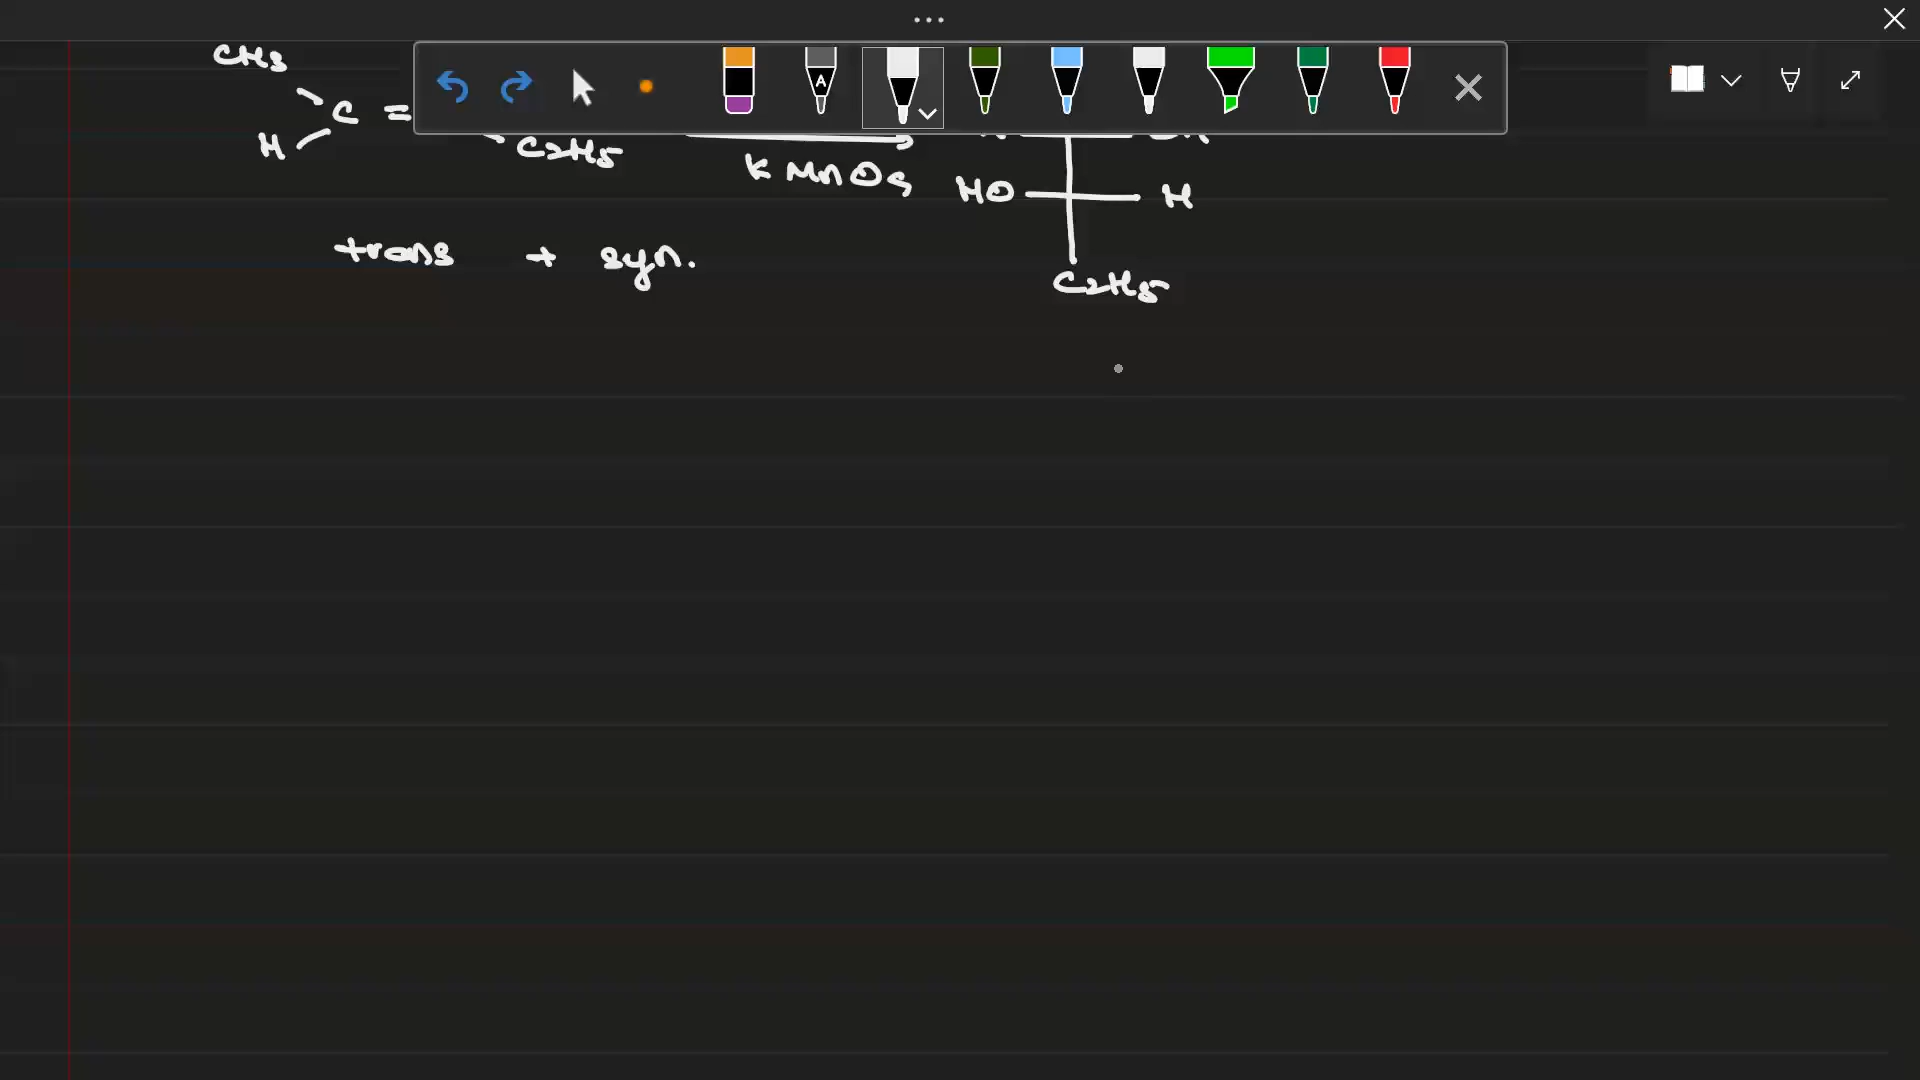 CH3
C =
H
C2H5
KMnO4
HO H
trans + syn.
C2H5
A